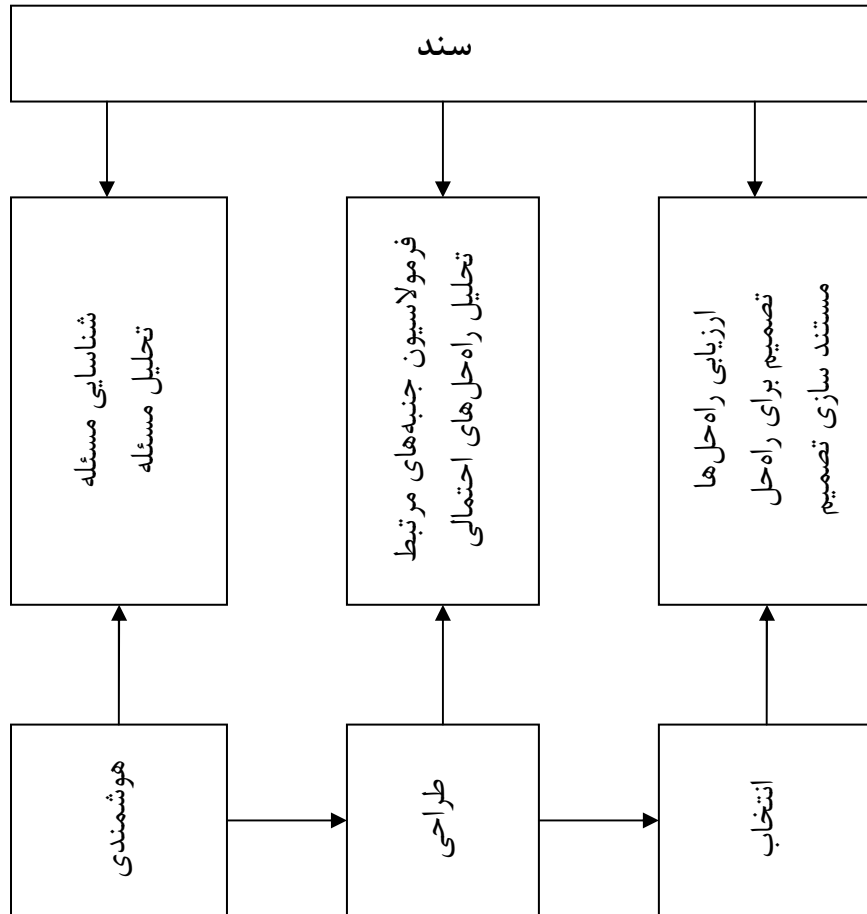 سند
شناسایی مسئله
تحلیل مسئله
فرمولاسیون جنبه‌های مرتبط
تحلیل راه‌حل‌های احتمالی
ارزیابی راه‌حل‌ها
تصمیم برای راه‌حل
مستند سازی تصمیم
هوشمندی
طراحی
انتخاب